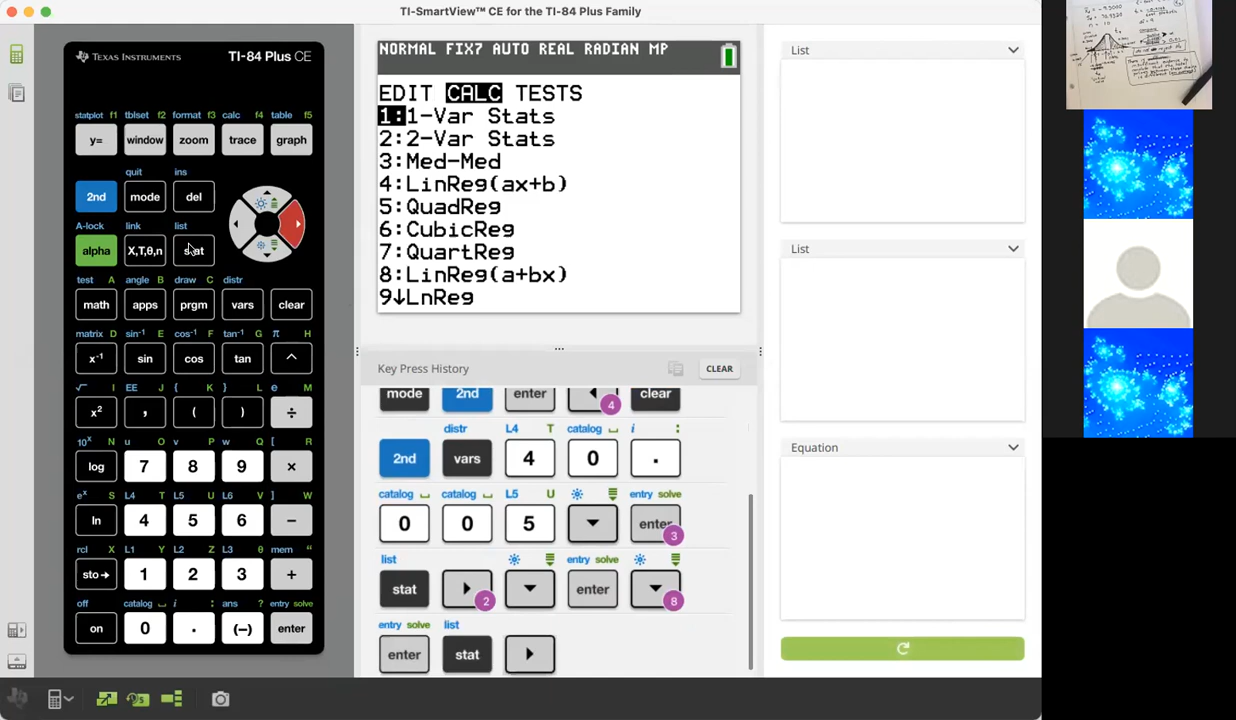 TI-SmartView™ CE for the TI-84 Plus Family
TEXAS INSTRUMENTS TI-84 Plus CE
statplot f1 tblset f2 format f3 calc f4 table f5
y= window zoom trace graph
quit ins
2nd mode del
A-lock link list
alpha X,T,θ,n stat
test A angle B draw C distr
math apps prgm vars clear
matrix D sin-1 E cos-1 F tan-1 G π H
x-1 sin cos tan ^
√ I EE J { K } L e M
x2 , ( ) ÷
10x N u O v P w Q [ R
log 7 8 9 ×
ex S L4 T L5 U L6 V ] W
ln 4 5 6 −
rcl X L1 Y L2 Z L3 θ mem "
sto→ 1 2 3 +
off catalog ⎵ i : ans ? entry solve
on 0 . (−) enter
NORMAL FIX7 AUTO REAL RADIAN MP
EDIT CALC TESTS
1:1-Var Stats
2:2-Var Stats
3:Med-Med
4:LinReg(ax+b)
5:QuadReg
6:CubicReg
7:QuartReg
8:LinReg(a+bx)
9↓LnReg
Key Press History
CLEAR
mode 2nd enter 4 clear
distr L4 T catalog ⎵ i :
2nd vars 4 0 .
catalog ⎵ catalog ⎵ L5 U entry solve
0 0 5 enter 3
list entry solve
stat 2 enter 8
entry solve list
enter stat
List
List
Equation